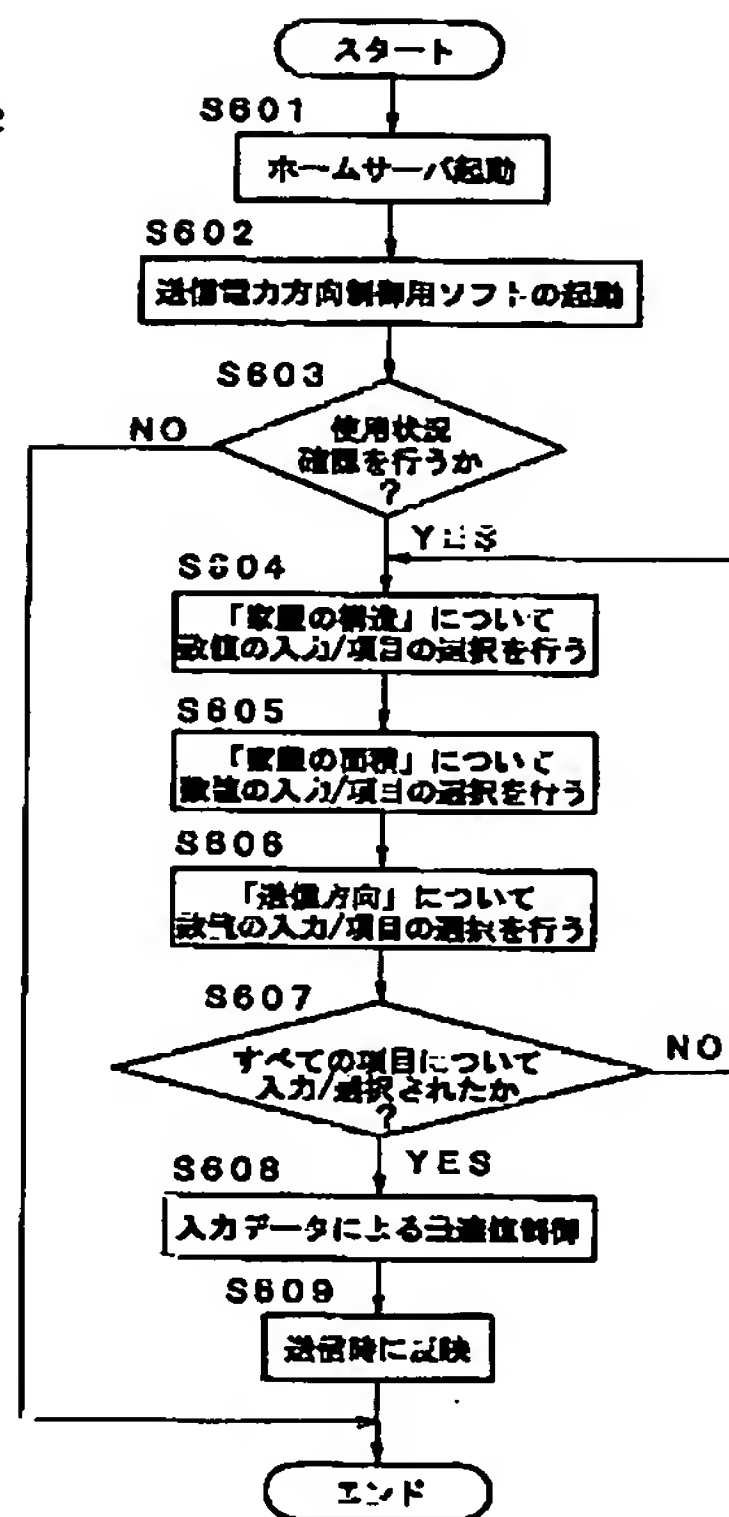 スタート
S601
ホームサーバ起動
S602
送信電力方向制御用ソフトの起動
S603
NO
使用状況
確認を行うか
?
YES
S604
「家屋の構造」について
数値の入力/項目の選択を行う
S605
「家屋の面積」について
数値の入力/項目の選択を行う
S606
「送信方向」について
数値の入力/項目の選択を行う
S607
NO
すべての項目について
入力/選択されたか
?
YES
S608
入力データによる最適値制御
S609
送信時に反映
エンド